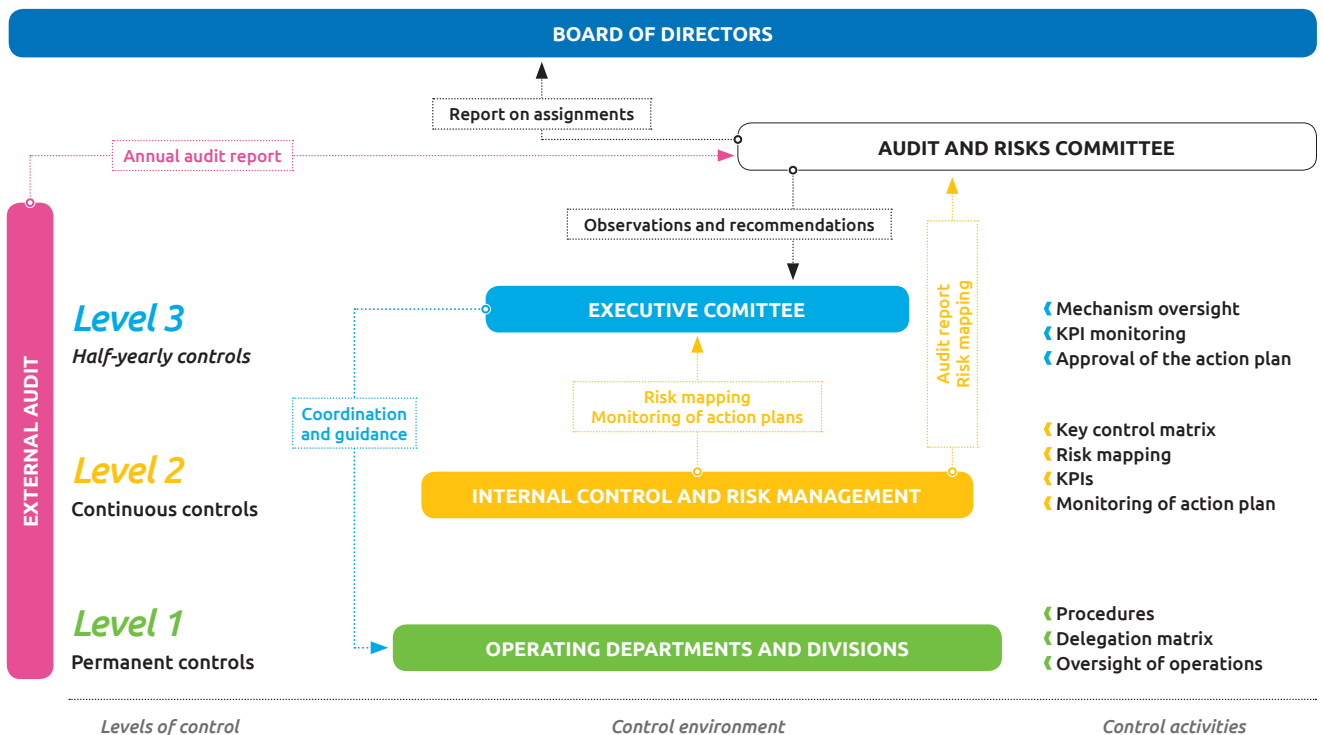 BOARD OF DIRECTORS
Report on assignments
Annual audit report
AUDIT AND RISKS COMMITTEE
Observations and recommendations
EXTERNAL AUDIT
Level 3
Half-yearly controls
EXECUTIVE COMITTEE
Audit report
Risk mapping
Mechanism oversight
KPI monitoring
Approval of the action plan
Coordination
and guidance
Risk mapping
Monitoring of action plans
Level 2
Continuous controls
INTERNAL CONTROL AND RISK MANAGEMENT
Key control matrix
Risk mapping
KPIs
Monitoring of action plan
Level 1
Permanent controls
OPERATING DEPARTMENTS AND DIVISIONS
Procedures
Delegation matrix
Oversight of operations
Levels of control
Control environment
Control activities